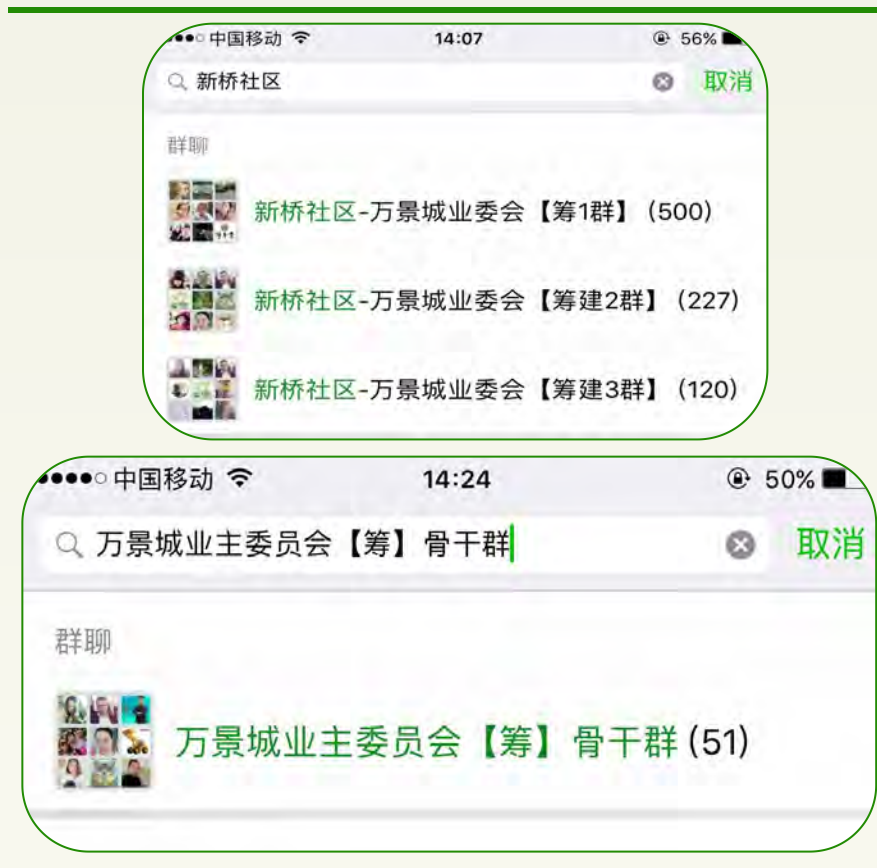 中国移动 14:07 56%
新桥社区 取消
群聊
新桥社区-万景城业委会【筹1群】(500)
新桥社区-万景城业委会【筹建2群】(227)
新桥社区-万景城业委会【筹建3群】(120)
中国移动 14:24 50%
万景城业主委员会【筹】骨干群 取消
群聊
万景城业主委员会【筹】骨干群(51)